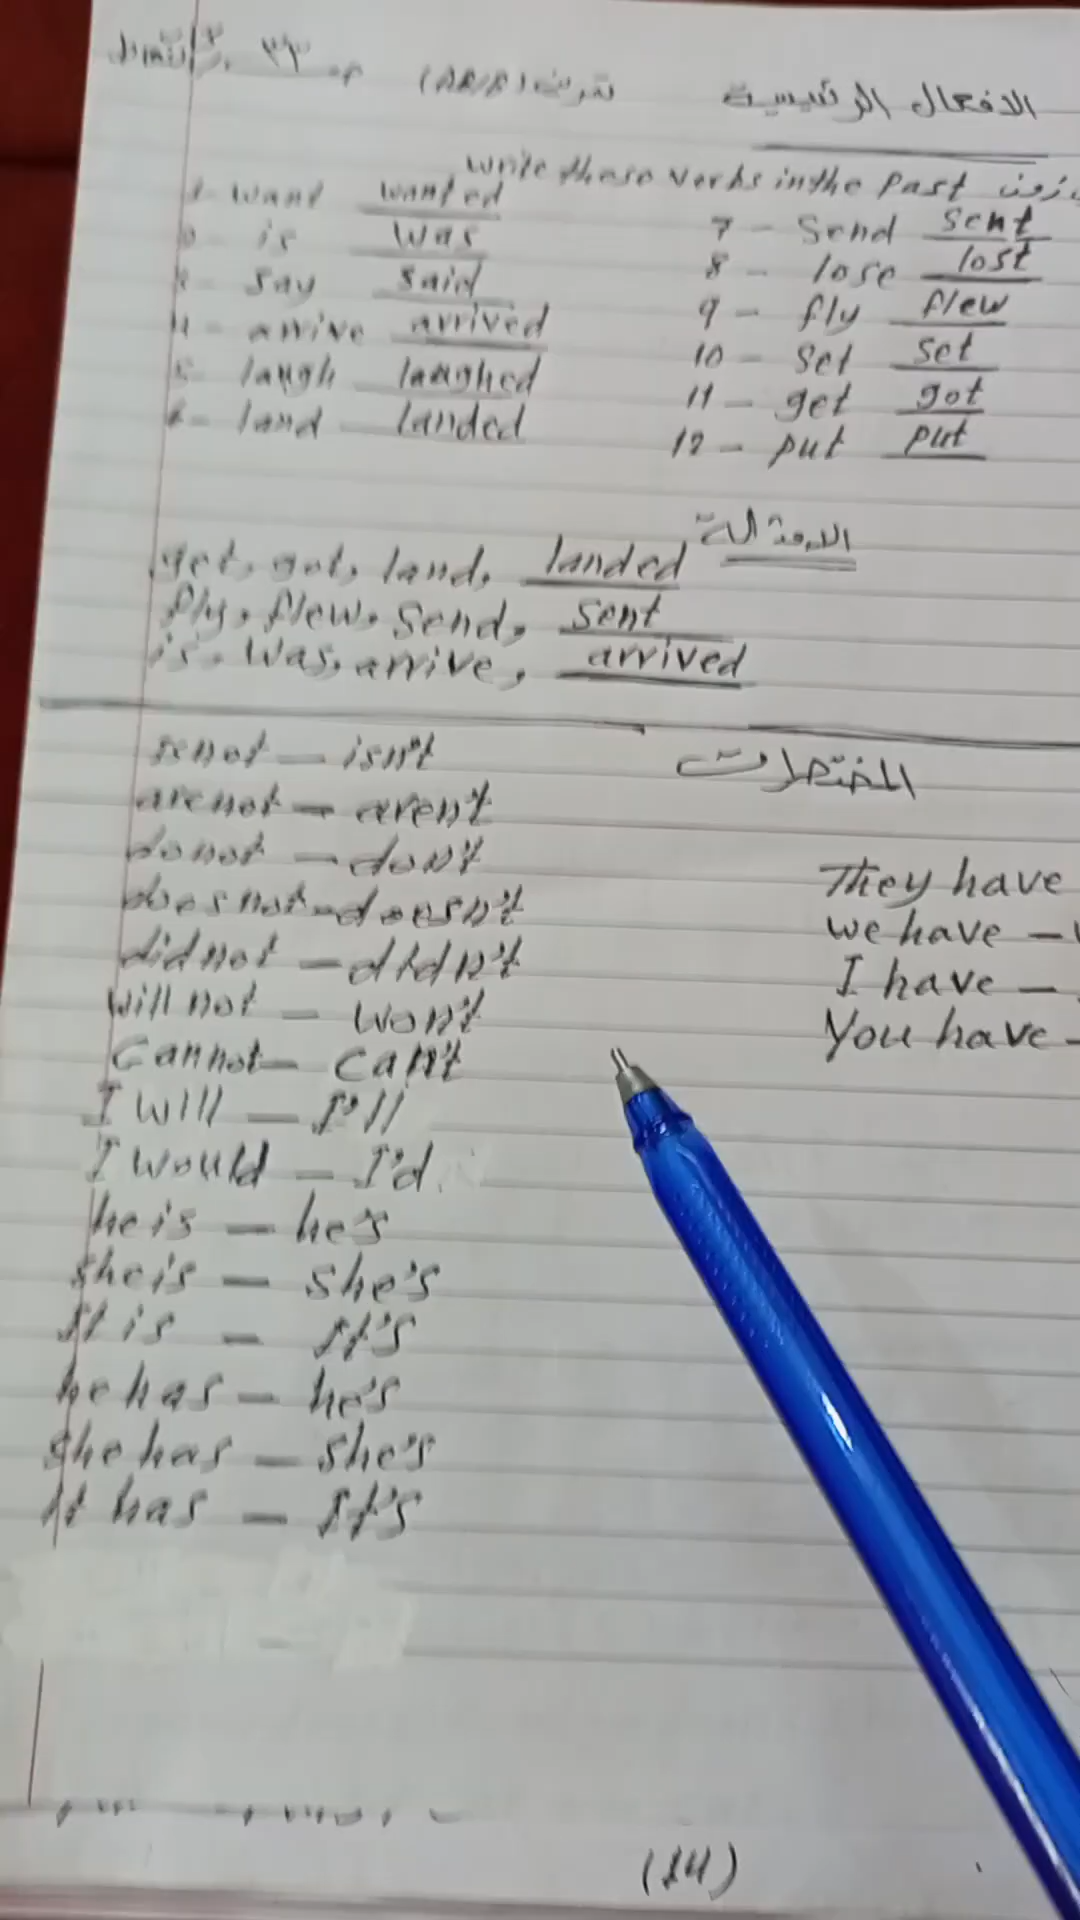 الافعال الرئيسية
write these verbs in the past
want wanted
is was
say said
4 - arrive arrived
5 - laugh laughed
6 - land landed
7 - Send sent
8 - lose lost
9 - fly flew
10 - set set
11 - get got
12 - put put
الامثالة
get, got, land, landed
fly, flew, send, sent
is, was, arrive, arrived
المختصرات
is not — isn't
are not — aren't
do not — don't
does not — doesn't
did not — didn't
will not — won't
Cannot — can't
I will — I'll
I would — I'd
he is — he's
she is — she's
It is — It's
he has — he's
she has — she's
It has — It's
They have
we have —
I have —
You have —
(14)